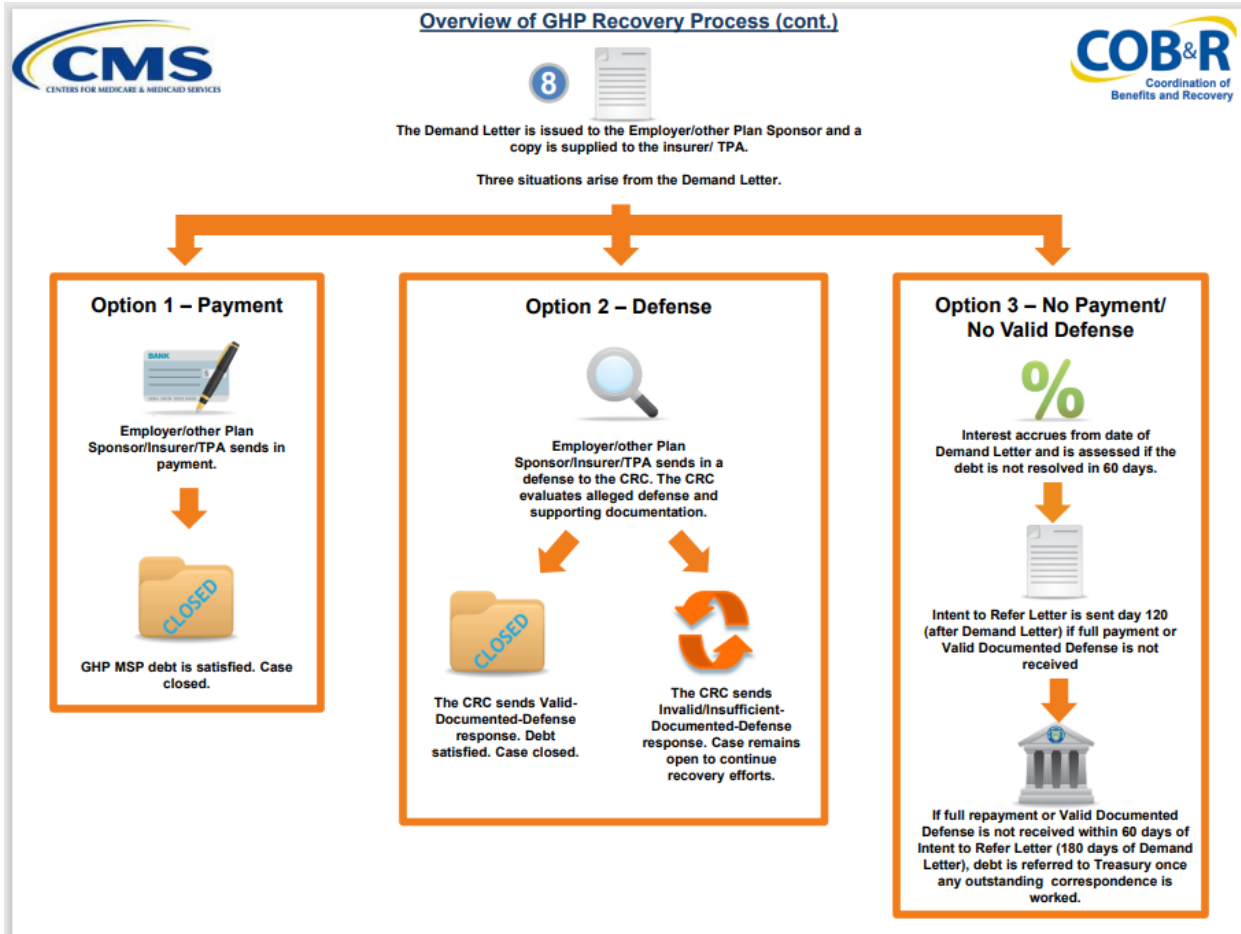 Overview of GHP Recovery Process (cont.)
CMS
CENTERS FOR MEDICARE & MEDICAID SERVICES
COB&R
Coordination of
Benefits and Recovery
8
The Demand Letter is issued to the Employer/other Plan Sponsor and a
copy is supplied to the insurer/ TPA.
Three situations arise from the Demand Letter.
Option 1 – Payment
BANK
$
Employer/other Plan
Sponsor/Insurer/TPA sends in
payment.
CLOSED
GHP MSP debt is satisfied. Case
closed.
Option 2 – Defense
Employer/other Plan
Sponsor/Insurer/TPA sends in a
defense to the CRC. The CRC
evaluates alleged defense and
supporting documentation.
CLOSED
The CRC sends Valid-
Documented-Defense
response. Debt
satisfied. Case closed.
The CRC sends
Invalid/Insufficient-
Documented-Defense
response. Case remains
open to continue
recovery efforts.
Option 3 – No Payment/
No Valid Defense
%
Interest accrues from date of
Demand Letter and is assessed if the
debt is not resolved in 60 days.
Intent to Refer Letter is sent day 120
(after Demand Letter) if full payment or
Valid Documented Defense is not
received
If full repayment or Valid Documented
Defense is not received within 60 days of
Intent to Refer Letter (180 days of Demand
Letter), debt is referred to Treasury once
any outstanding correspondence is
worked.